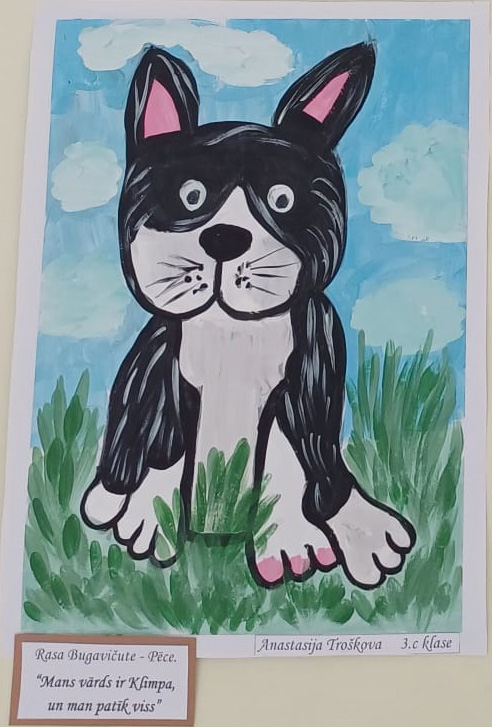 Anastasija Troškova 3.c klase
Rasa Bugavičute - Pēce.
“Mans vārds ir Klimpa,
un man patīk viss”